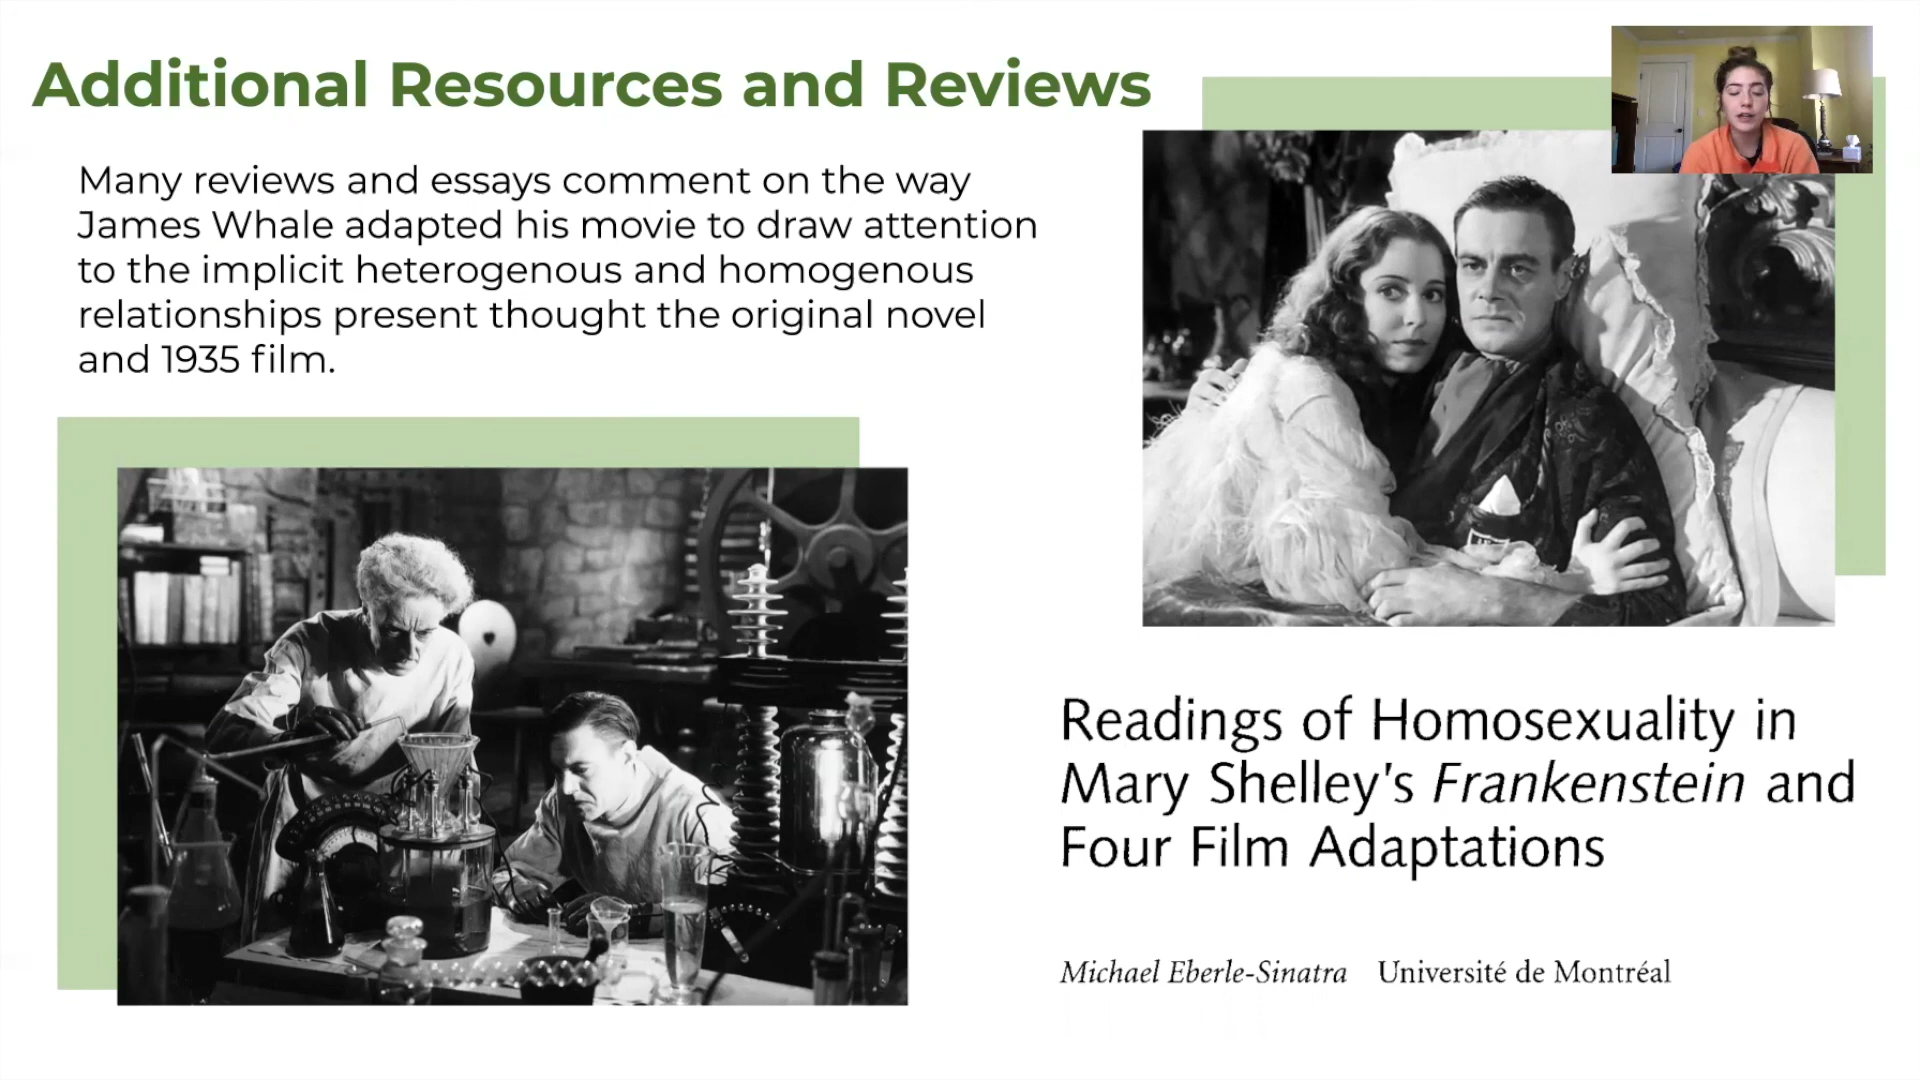 Additional Resources and Reviews
Many reviews and essays comment on the way
James Whale adapted his movie to draw attention
to the implicit heterogenous and homogenous
relationships present thought the original novel
and 1935 film.
Readings of Homosexuality in
Mary Shelley's Frankenstein and
Four Film Adaptations
Michael Eberle-Sinatra Université de Montréal